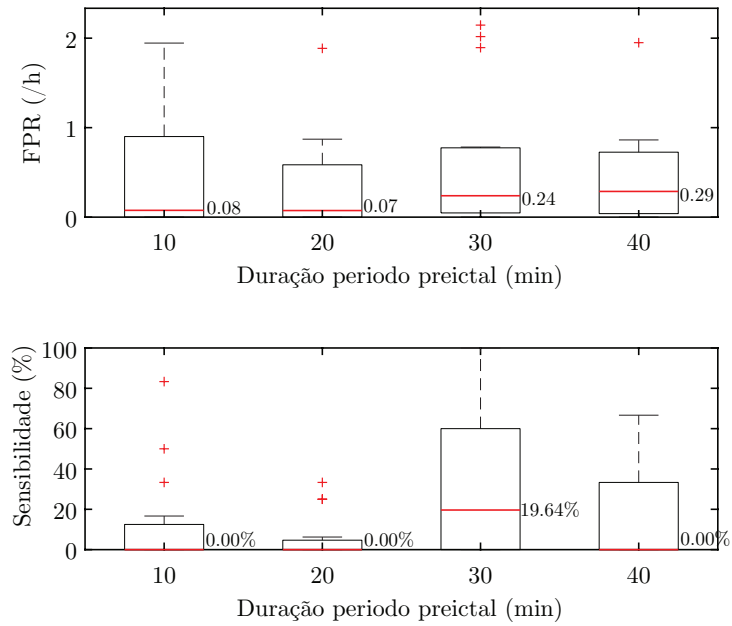 FPR (/h)
2
1
0
0.08
0.07
0.24
0.29
10 20 30 40
Duração periodo preictal (min)
Sensibilidade (%)
100
80
60
40
20
0
0.00%
0.00%
19.64%
0.00%
10 20 30 40
Duração periodo preictal (min)